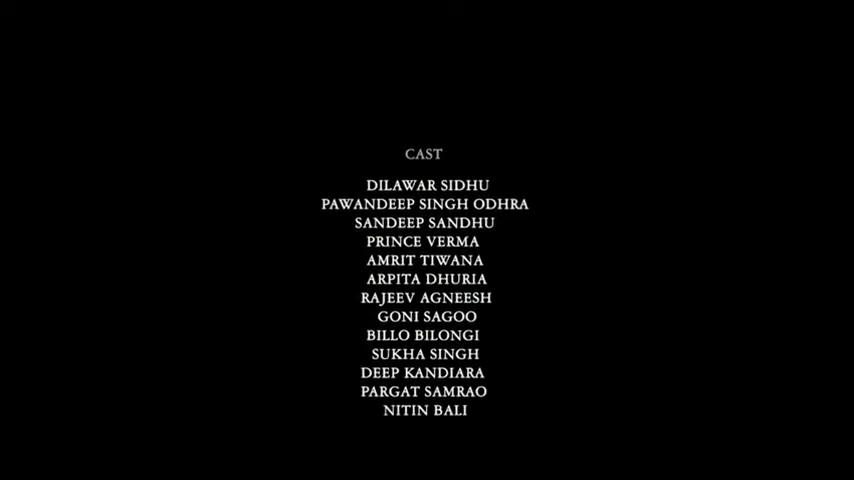 CAST
DILAWAR SIDHU
PAWANDEEP SINGH ODHRA
SANDEEP SANDHU
PRINCE VERMA
AMRIT TIWANA
ARPITA DHURIA
RAJEEV AGNEESH
GONI SAGOO
BILLO BILONGI
SUKHA SINGH
DEEP KANDIARA
PARGAT SAMRAO
NITIN BALI